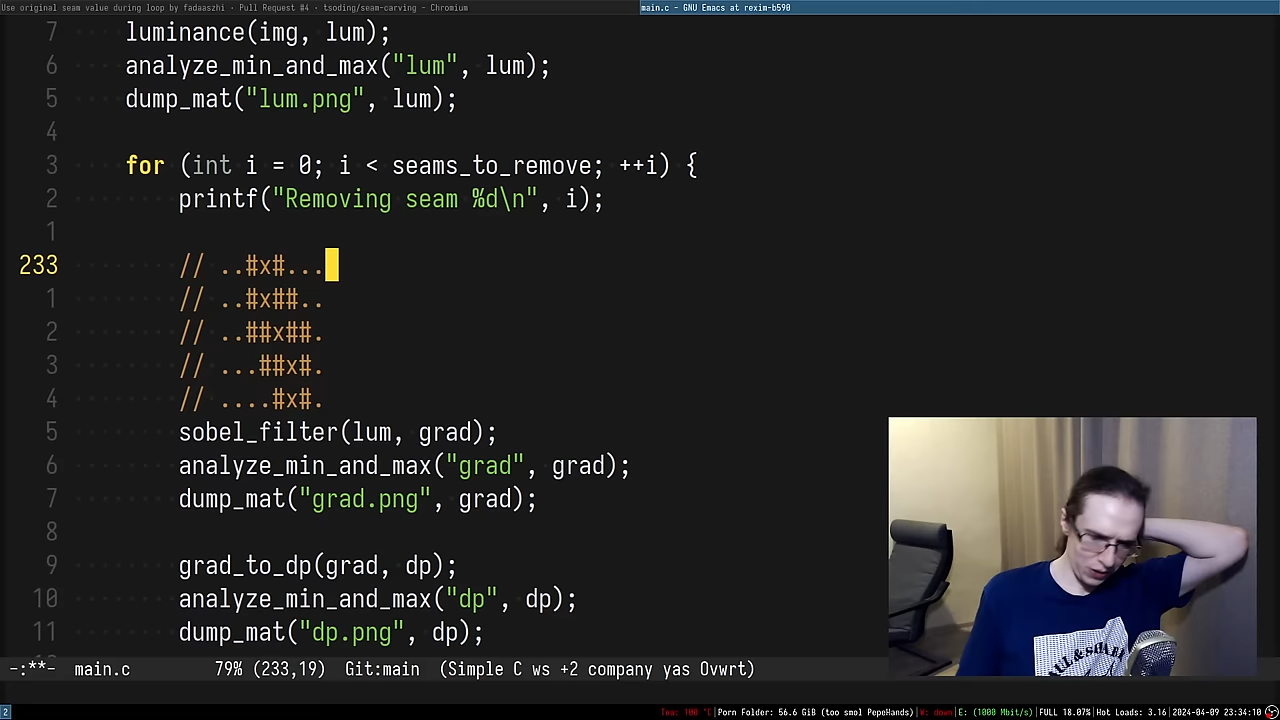 Use original seam value during loop by fadaaszhi · Pull Request #4 · tsoding/seam-carving - Chromium
main.c - GNU Emacs at rexim-b590
7 luminance(img, lum);
6 analyze_min_and_max("lum", lum);
5 dump_mat("lum.png", lum);
4
3 for (int i = 0; i < seams_to_remove; ++i) {
2 printf("Removing seam %d\n", i);
1
233 // ..#x#...
1 // ..#x##..
2 // ..##x##.
3 // ...##x#.
4 // ....#x#.
5 sobel_filter(lum, grad);
6 analyze_min_and_max("grad", grad);
7 dump_mat("grad.png", grad);
8
9 grad_to_dp(grad, dp);
10 analyze_min_and_max("dp", dp);
11 dump_mat("dp.png", dp);
-:**- main.c 79% (233,19) Git:main (Simple C ws +2 company yas Ovwrt)
2 Tea: 100 °C|Porn Folder: 56.6 GiB (too smol PepeHands)|W: down|E: (1000 Mbit/s)|FULL 18.07%|Hot Loads: 3.16|2024-04-09 23:34:10